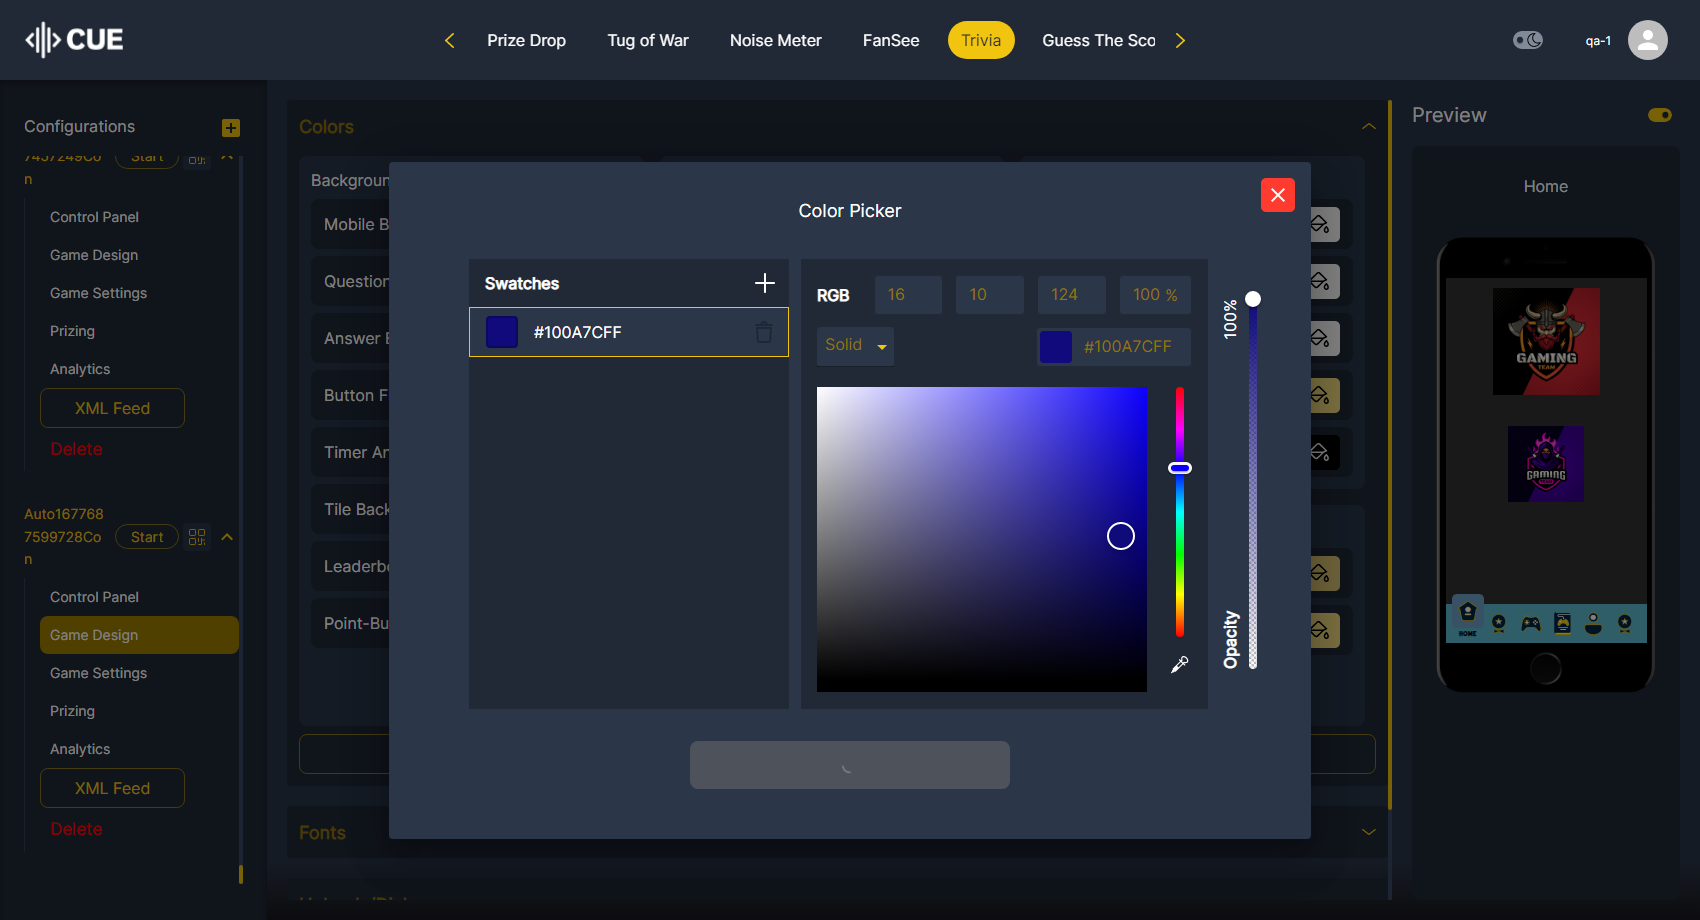 CUE
Prize Drop
Tug of War
Noise Meter
FanSee
Trivia
Guess The Sco
qa-1
Configurations
7457249Co
n
Start
Control Panel
Game Design
Game Settings
Prizing
Analytics
XML Feed
Delete
Auto167768
7599728Co
n
Start
Control Panel
Game Design
Game Settings
Prizing
Analytics
XML Feed
Delete
Colors
Backgroun
Mobile B
Question
Answer B
Button F
Timer An
Tile Back
Leaderbo
Point-Bu
Fonts
Color Picker
Swatches
#100A7CFF
RGB
16
10
124
100 %
Solid
#100A7CFF
100%
Opacity
Preview
Home
GAMING
TEAM
GAMING
HOME